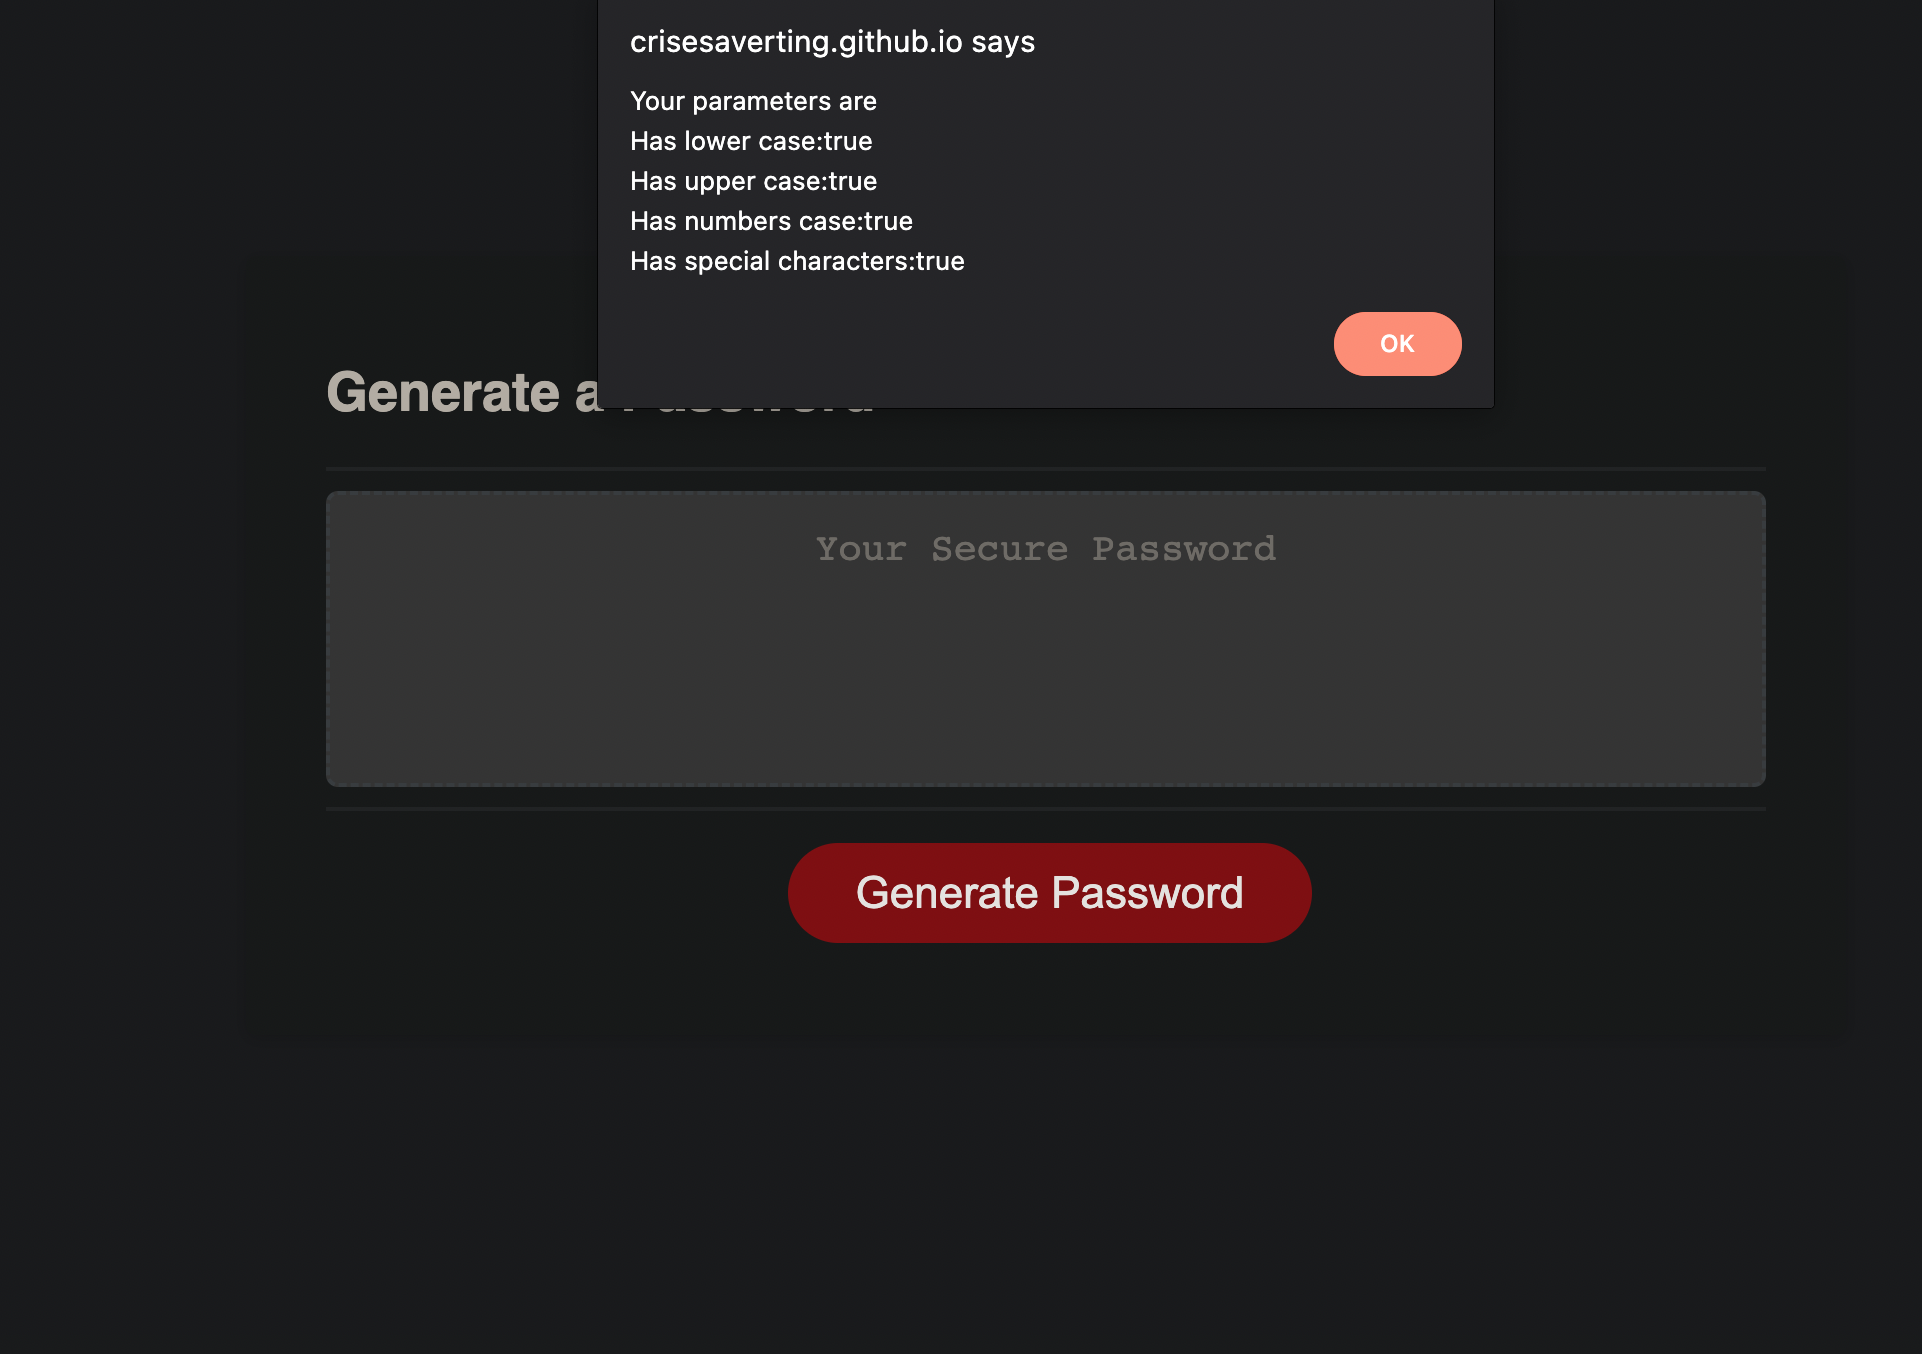 crisesaverting.github.io says
Your parameters are
Has lower case:true
Has upper case:true
Has numbers case:true
Has special characters:true
OK
Generate a Password
Your Secure Password
Generate Password